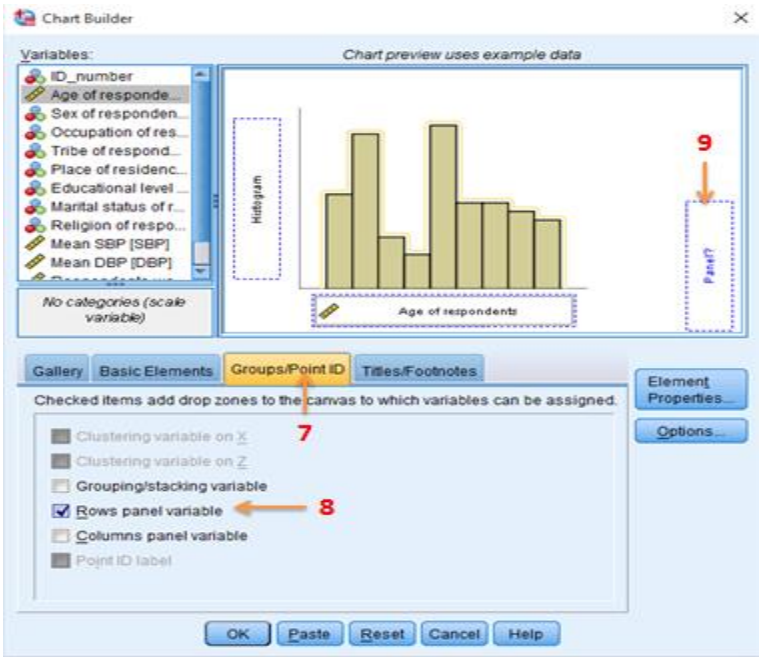 Chart Builder
Variables:
Chart preview uses example data
ID_number
Age of responde...
Sex of responden...
Occupation of res...
Tribe of respond...
Place of residenc...
Educational level ...
Marital status of r...
Religion of respo...
Mean SBP [SBP]
Mean DBP [DBP]
No categories (scale
variable)
Histogram
Age of respondents
9
Panel?
Gallery
Basic Elements
Groups/Point ID
Titles/Footnotes
Checked items add drop zones to the canvas to which variables can be assigned.
7
Clustering variable on X
Clustering variable on Z
Grouping/stacking variable
Rows panel variable
8
Columns panel variable
Point ID label
Element
Properties...
Options...
OK
Paste
Reset
Cancel
Help